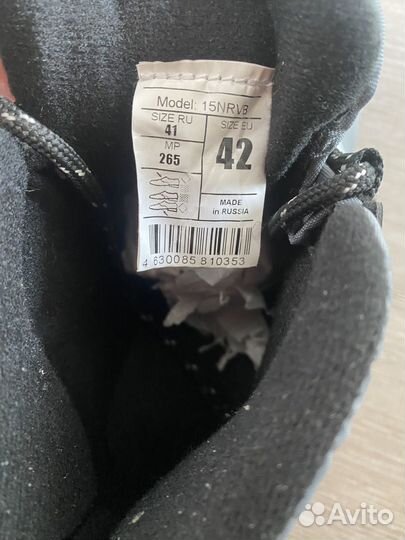 Model: 15NRVB
SIZE RU
41
MP
265
SIZE EU
42
MADE
in RUSSIA
4 630085 810353
Avito